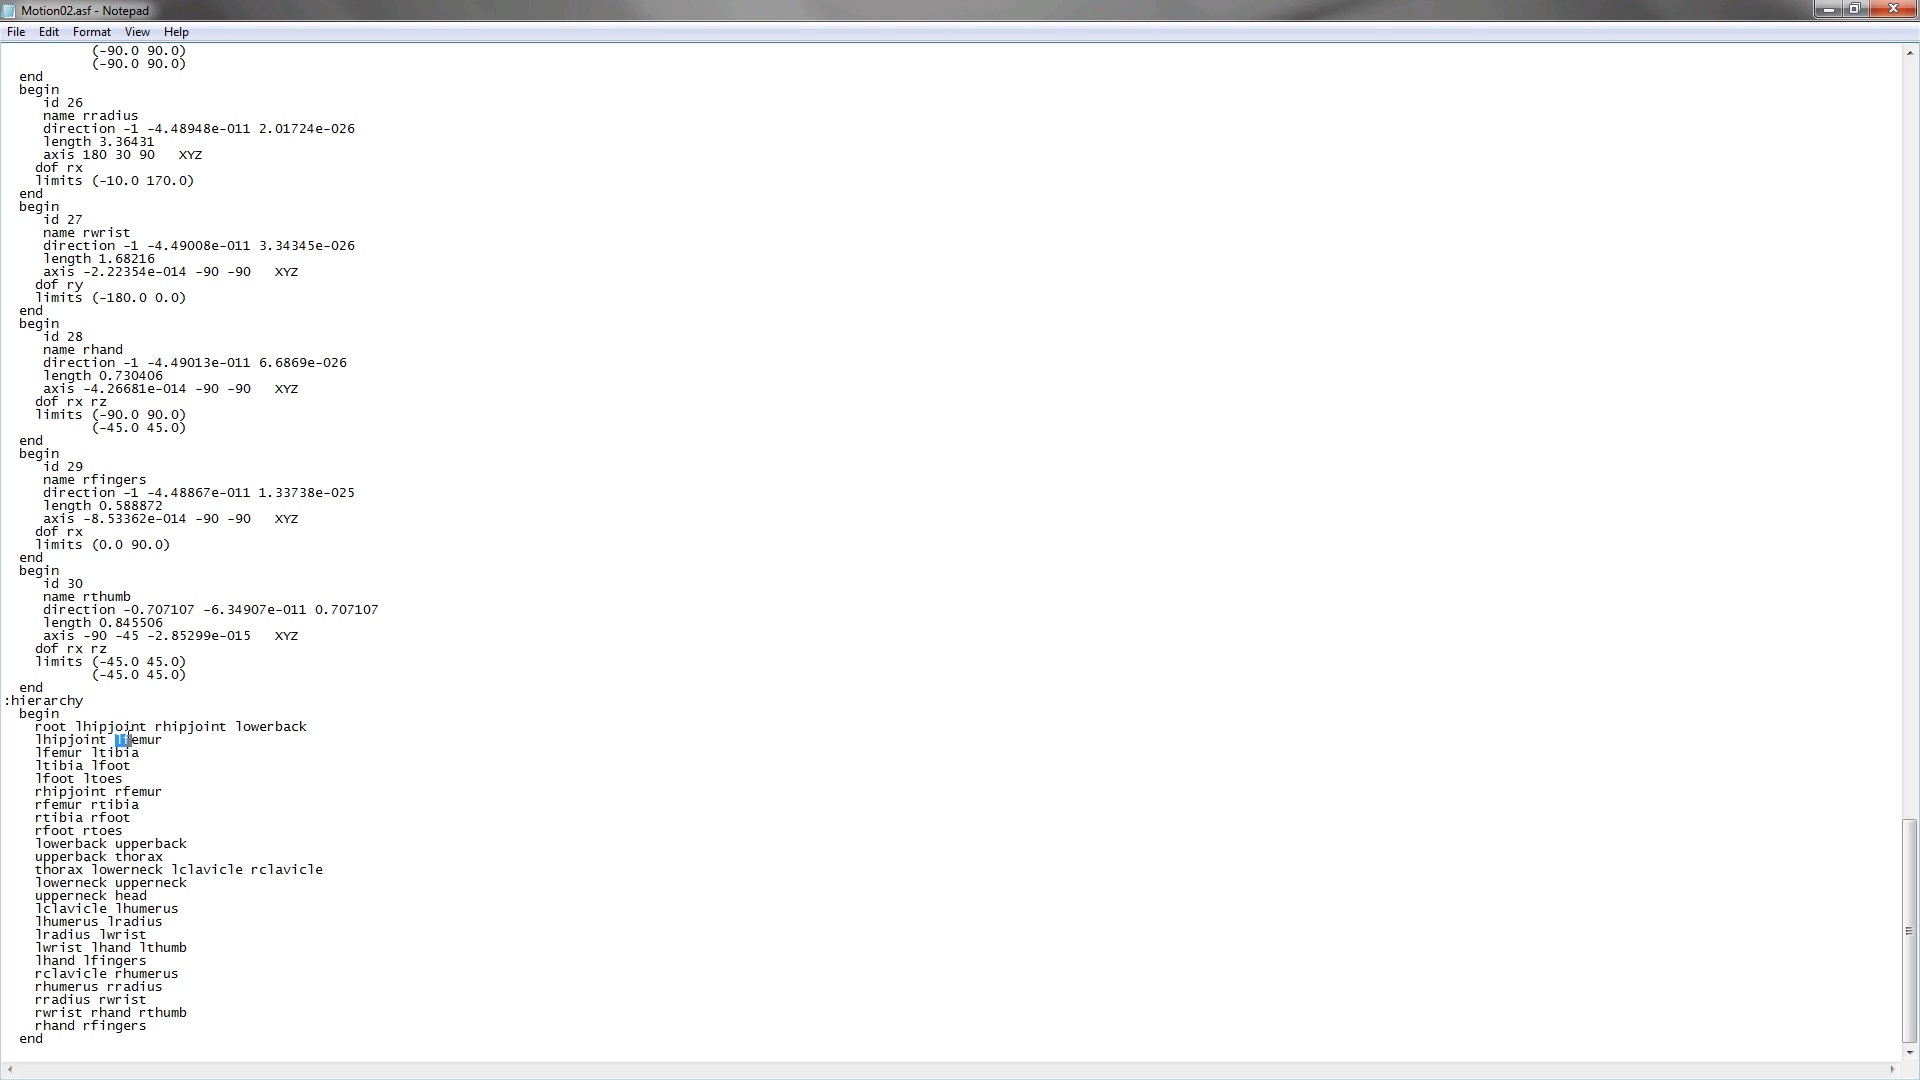 Motion02.asf - Notepad
File Edit Format View Help
(-90.0 90.0)
(-90.0 90.0)
end
begin
id 26
name rradius
direction -1 -4.48948e-011 2.01724e-026
length 3.36431
axis 180 30 90 XYZ
dof rx
limits (-10.0 170.0)
end
begin
id 27
name rwrist
direction -1 -4.49008e-011 3.34345e-026
length 1.68216
axis -2.22354e-014 -90 -90 XYZ
dof ry
limits (-180.0 0.0)
end
begin
id 28
name rhand
direction -1 -4.49013e-011 6.6869e-026
length 0.730406
axis -4.26681e-014 -90 -90 XYZ
dof rx rz
limits (-90.0 90.0)
(-45.0 45.0)
end
begin
id 29
name rfingers
direction -1 -4.48867e-011 1.33738e-025
length 0.588872
axis -8.53362e-014 -90 -90 XYZ
dof rx
limits (0.0 90.0)
end
begin
id 30
name rthumb
direction -0.707107 -6.34907e-011 0.707107
length 0.845506
axis -90 -45 -2.85299e-015 XYZ
dof rx rz
limits (-45.0 45.0)
(-45.0 45.0)
end
:hierarchy
begin
root lhipjoint rhipjoint lowerback
lhipjoint lfemur
lfemur ltibia
ltibia lfoot
lfoot ltoes
rhipjoint rfemur
rfemur rtibia
rtibia rfoot
rfoot rtoes
lowerback upperback
upperback thorax
thorax lowerneck lclavicle rclavicle
lowerneck upperneck
upperneck head
lclavicle lhumerus
lhumerus lradius
lradius lwrist
lwrist lhand lthumb
lhand lfingers
rclavicle rhumerus
rhumerus rradius
rradius rwrist
rwrist rhand rthumb
rhand rfingers
end